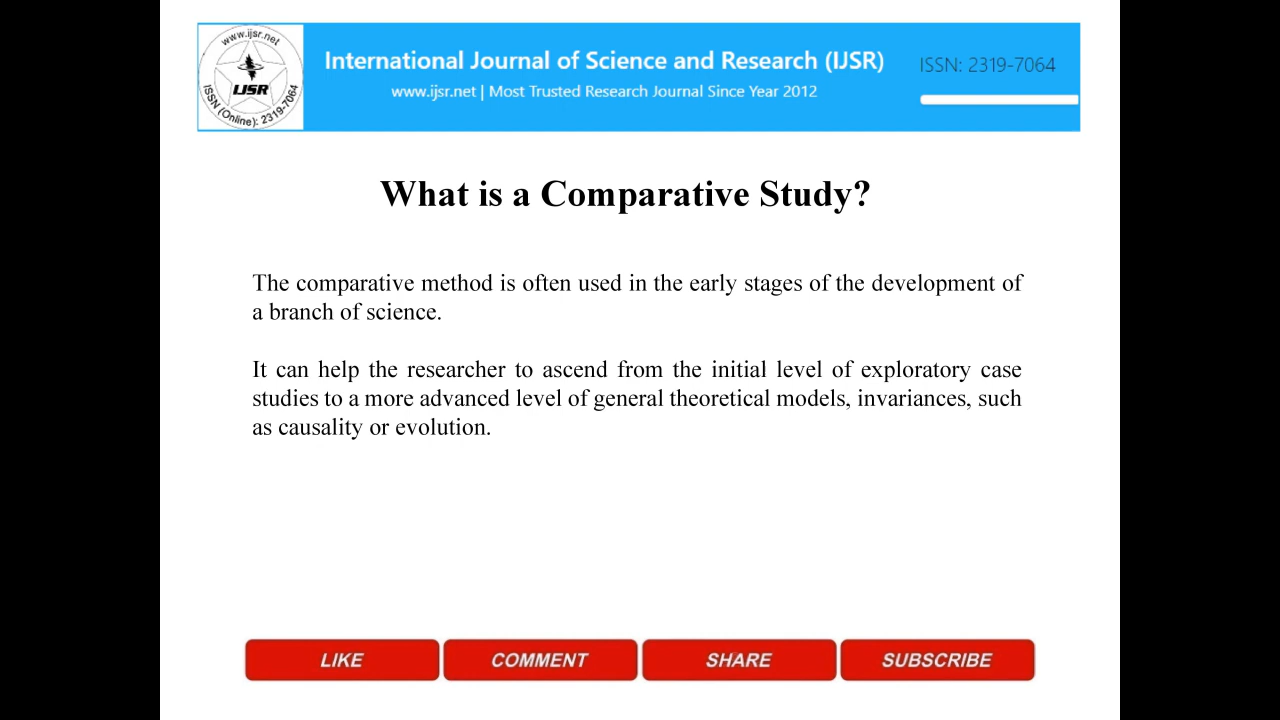 www.ijsr.net
IJSR
ISSN (Online): 2319-7064
International Journal of Science and Research (IJSR)
www.ijsr.net | Most Trusted Research Journal Since Year 2012
ISSN: 2319-7064
What is a Comparative Study?
The comparative method is often used in the early stages of the development of
a branch of science.
It can help the researcher to ascend from the initial level of exploratory case
studies to a more advanced level of general theoretical models, invariances, such
as causality or evolution.
LIKE
COMMENT
SHARE
SUBSCRIBE